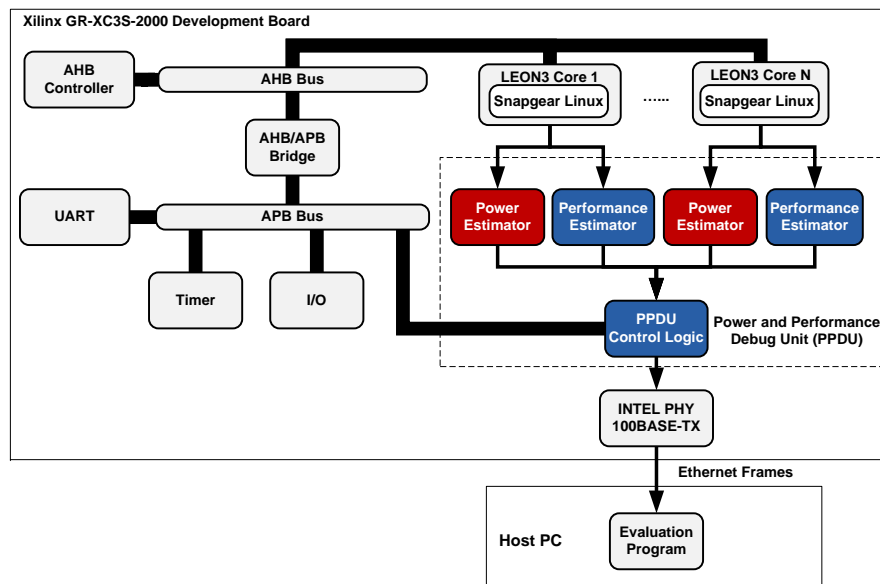 Xilinx GR-XC3S-2000 Development Board
AHB
Controller
AHB Bus
LEON3 Core 1
Snapgear Linux
......
LEON3 Core N
Snapgear Linux
AHB/APB
Bridge
UART
APB Bus
Power
Estimator
Performance
Estimator
Power
Estimator
Performance
Estimator
Timer
I/O
PPDU
Control Logic
Power and Performance
Debug Unit (PPDU)
INTEL PHY
100BASE-TX
Ethernet Frames
Host PC
Evaluation
Program